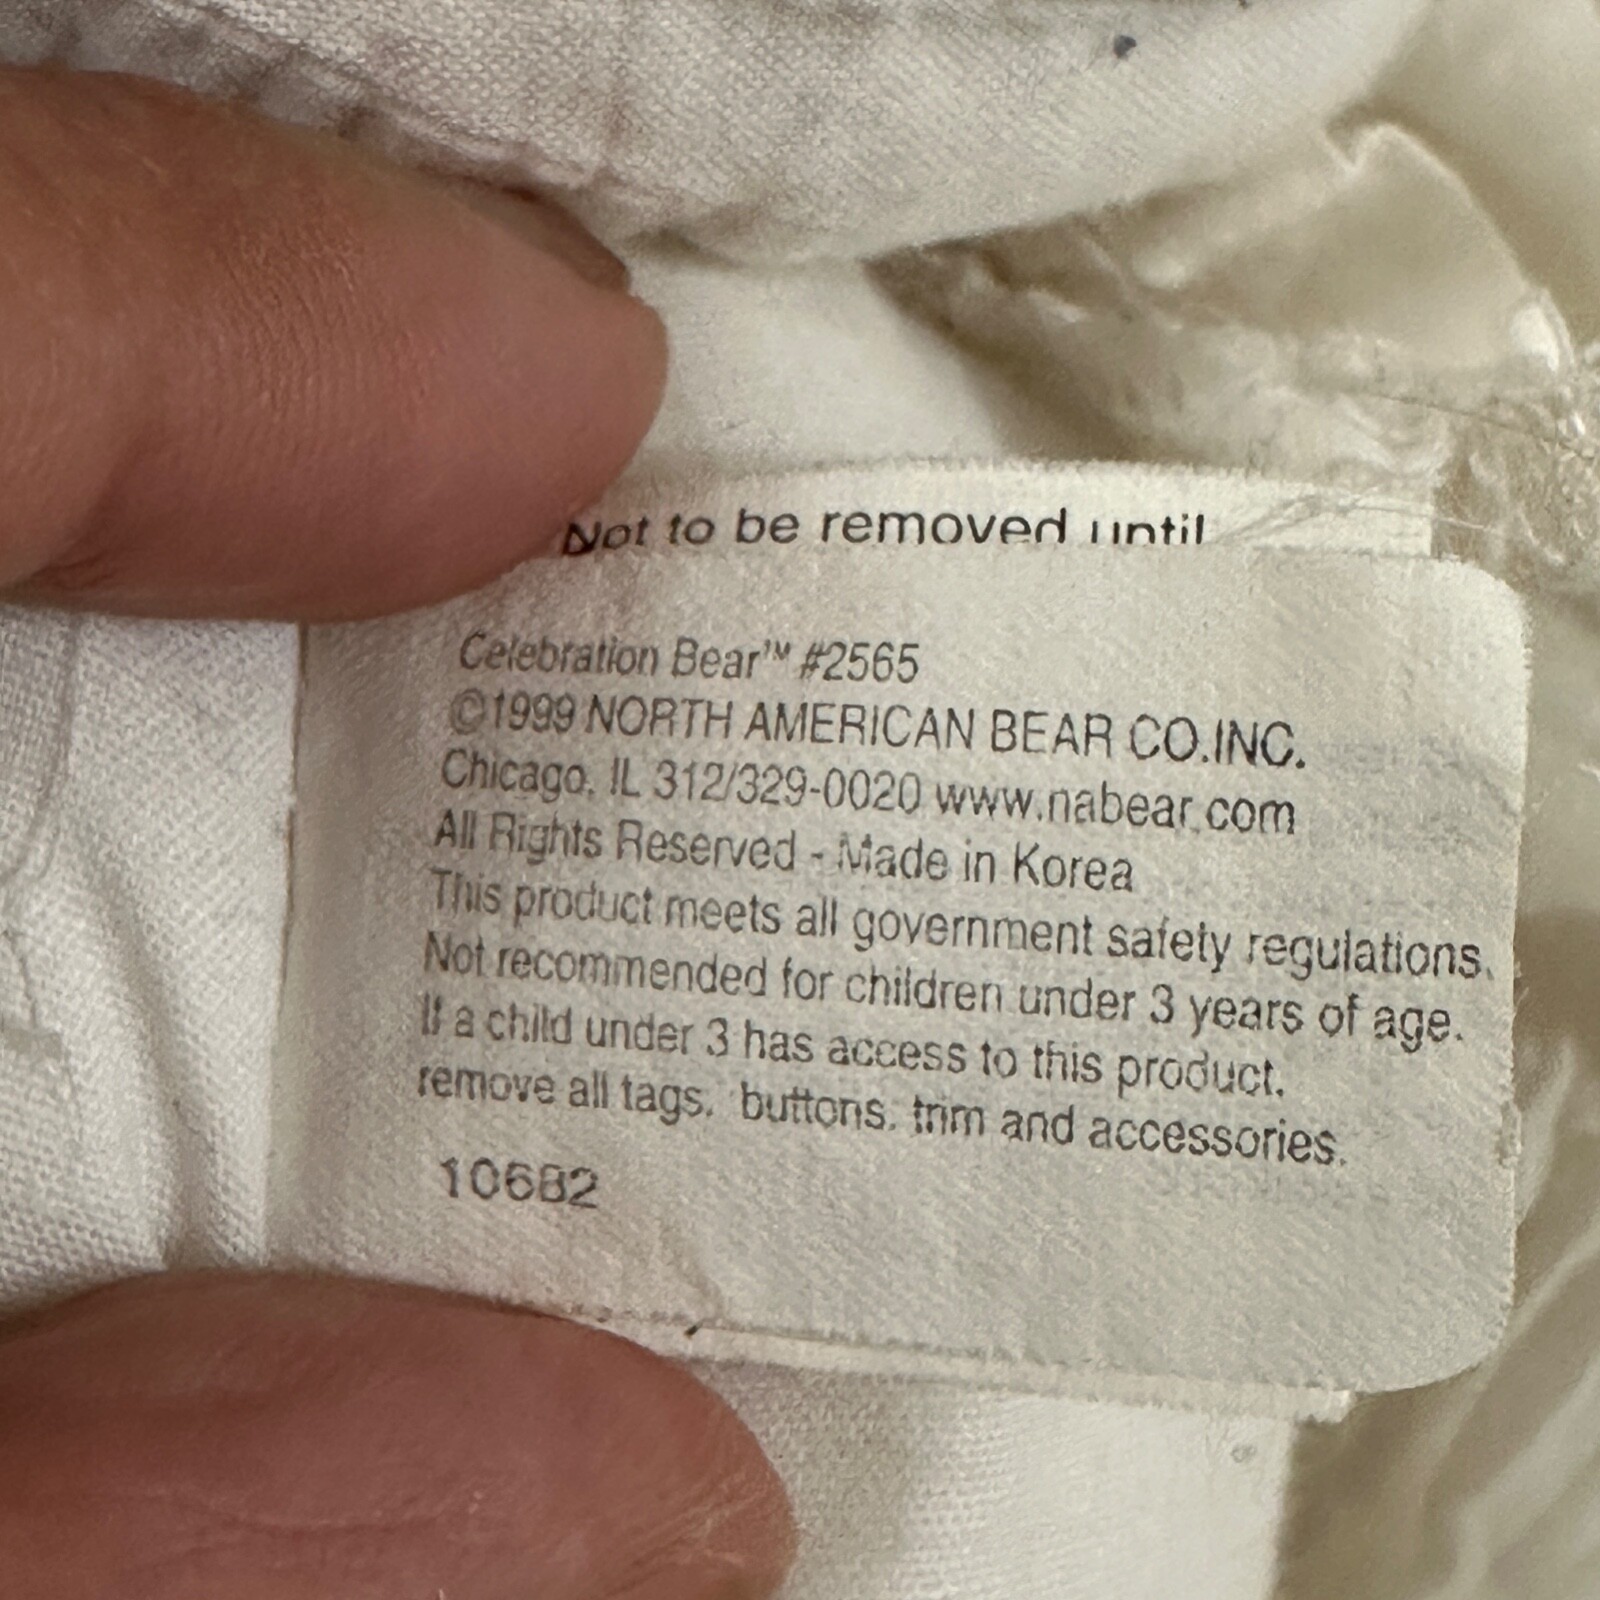 Not to be removed until
Celebration Bear™ #2565
©1999 NORTH AMERICAN BEAR CO.INC.
Chicago, IL 312/329-0020 www.nabear.com
All Rights Reserved - Made in Korea
This product meets all government safety regulations.
Not recommended for children under 3 years of age.
If a child under 3 has access to this product,
remove all tags, buttons, trim and accessories.
10682